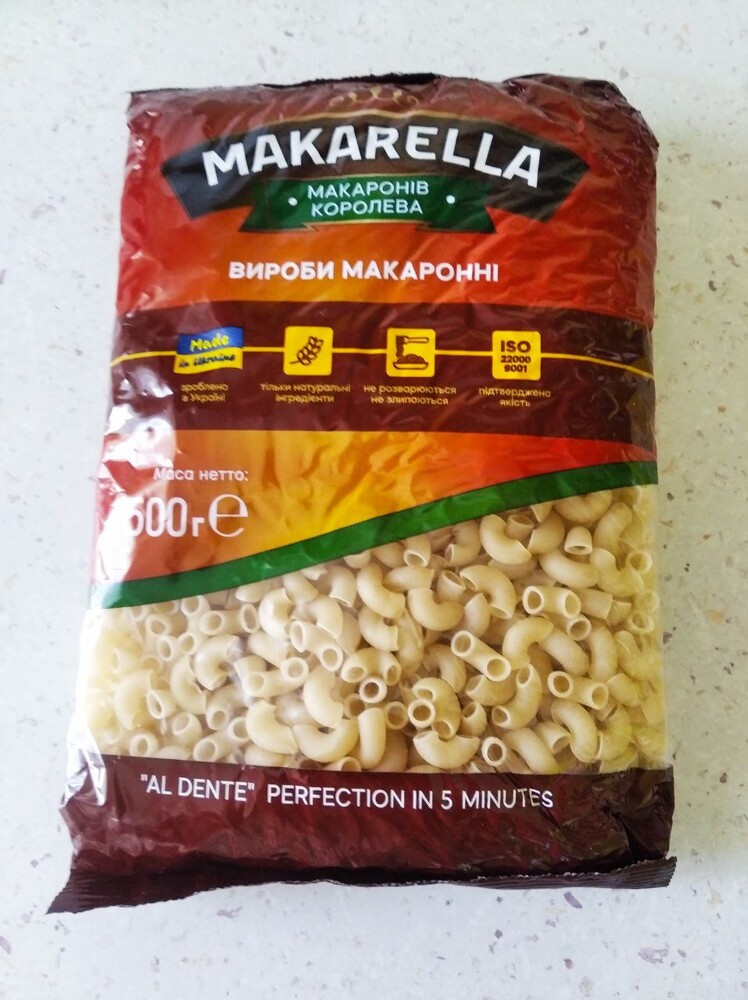 MAKARELLA
• МАКАРОНІВ •
КОРОЛЕВА
ВИРОБИ МАКАРОННІ
Made
in Ukraine
зроблено
в Україні
тільки натуральні
інгредієнти
не розварюються
не злипаються
ISO
22000
9001
підтверджена
якість
Маса нетто:
500 г ℮
"AL DENTE" PERFECTION IN 5 MINUTES